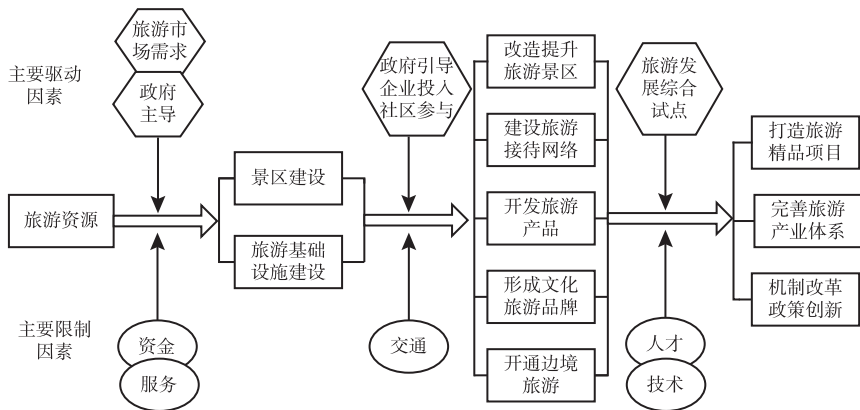 主要驱动
因素
旅游市
场需求
政府
主导
政府引导
企业投入
社区参与
旅游发
展综合
试点
旅游资源
景区建设
旅游基础
设施建设
改造提升
旅游景区
建设旅游
接待网络
开发旅游
产品
形成文化
旅游品牌
开通边境
旅游
打造旅游
精品项目
完善旅游
产业体系
机制改革
政策创新
主要限制
因素
资金
服务
交通
人才
技术